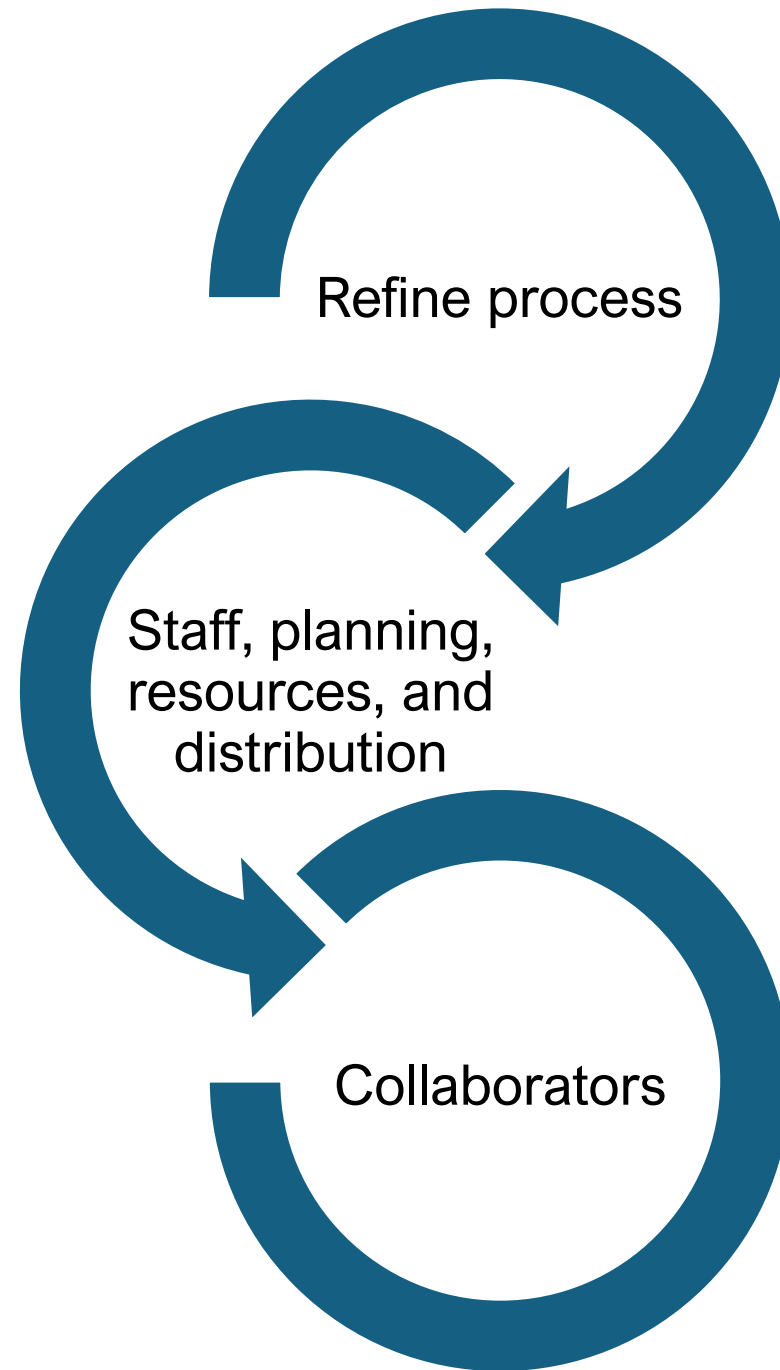 Refine process
Staff, planning,
resources, and
distribution
Collaborators